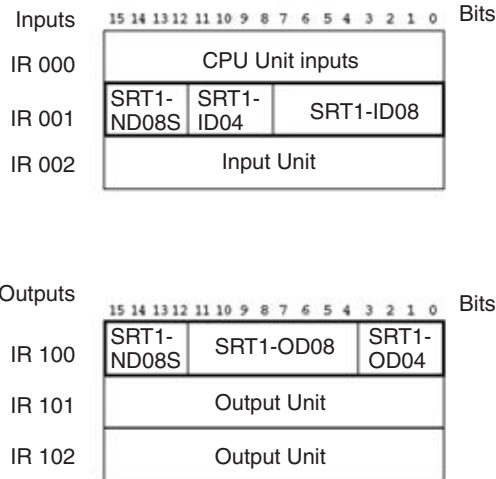 Inputs 15 14 13 12 11 10 9 8 7 6 5 4 3 2 1 0 Bits
IR 000 CPU Unit inputs
IR 001 SRT1-ND08S SRT1-ID04 SRT1-ID08
IR 002 Input Unit
Outputs 15 14 13 12 11 10 9 8 7 6 5 4 3 2 1 0 Bits
IR 100 SRT1-ND08S SRT1-OD08 SRT1-OD04
IR 101 Output Unit
IR 102 Output Unit